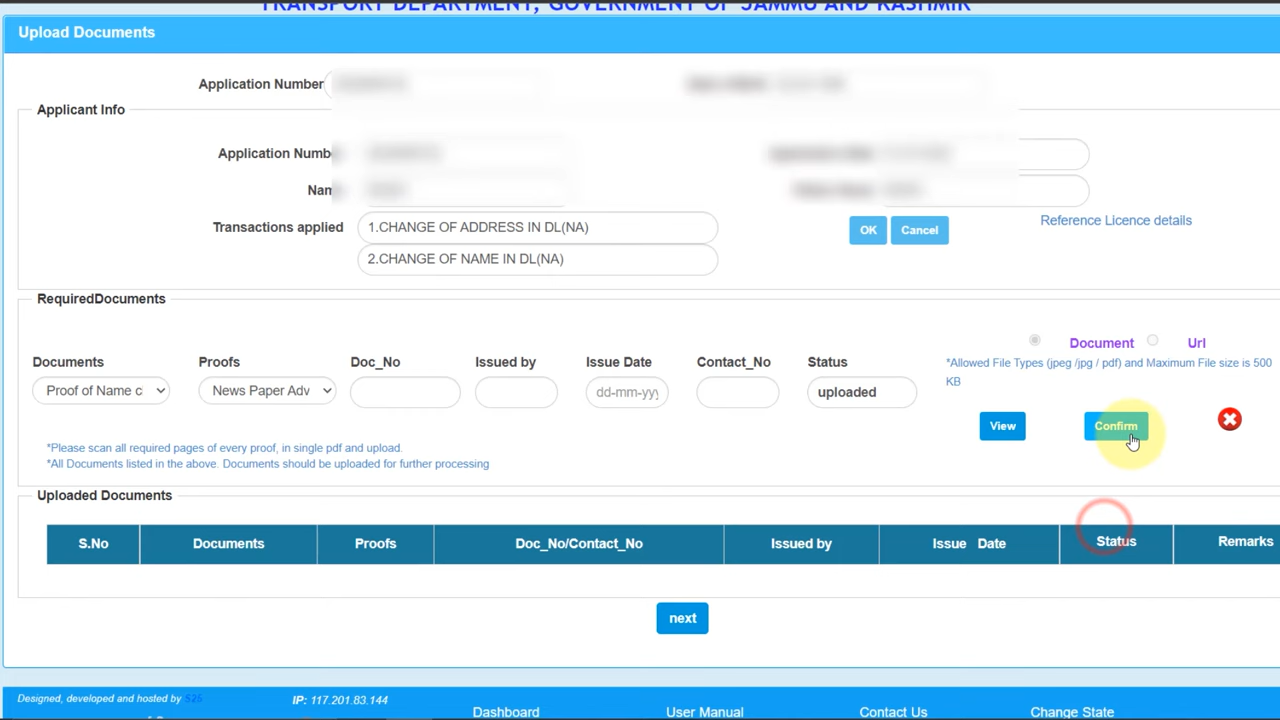 TRANSPORT DEPARTMENT, GOVERNMENT OF JAMMU AND KASHMIR
Upload Documents
Application Number
Applicant Info
Application Numb
Nam
Transactions applied
1.CHANGE OF ADDRESS IN DL(NA)
OK
Cancel
Reference Licence details
2.CHANGE OF NAME IN DL(NA)
RequiredDocuments
Document
Url
Documents
Proofs
Doc_No
Issued by
Issue Date
Contact_No
Status
*Allowed File Types (jpeg /jpg / pdf) and Maximum File size is 500
KB
Proof of Name c
News Paper Adv
dd-mm-yyy
uploaded
View
Confirm
*Please scan all required pages of every proof, in single pdf and upload.
*All Documents listed in the above. Documents should be uploaded for further processing
Uploaded Documents
S.No
Documents
Proofs
Doc_No/Contact_No
Issued by
Issue Date
Status
Remarks
next
Designed, developed and hosted by S25
IP: 117.201.83.144
Dashboard
User Manual
Contact Us
Change State